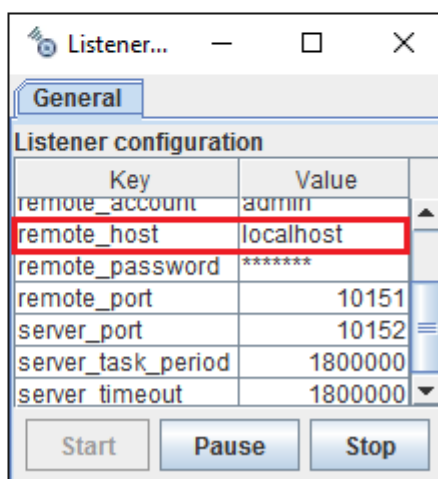 Listener...
General
Listener configuration
Key Value
remote_account admin
remote_host localhost
remote_password *******
remote_port 10151
server_port 10152
server_task_period 1800000
server_timeout 1800000
Start Pause Stop